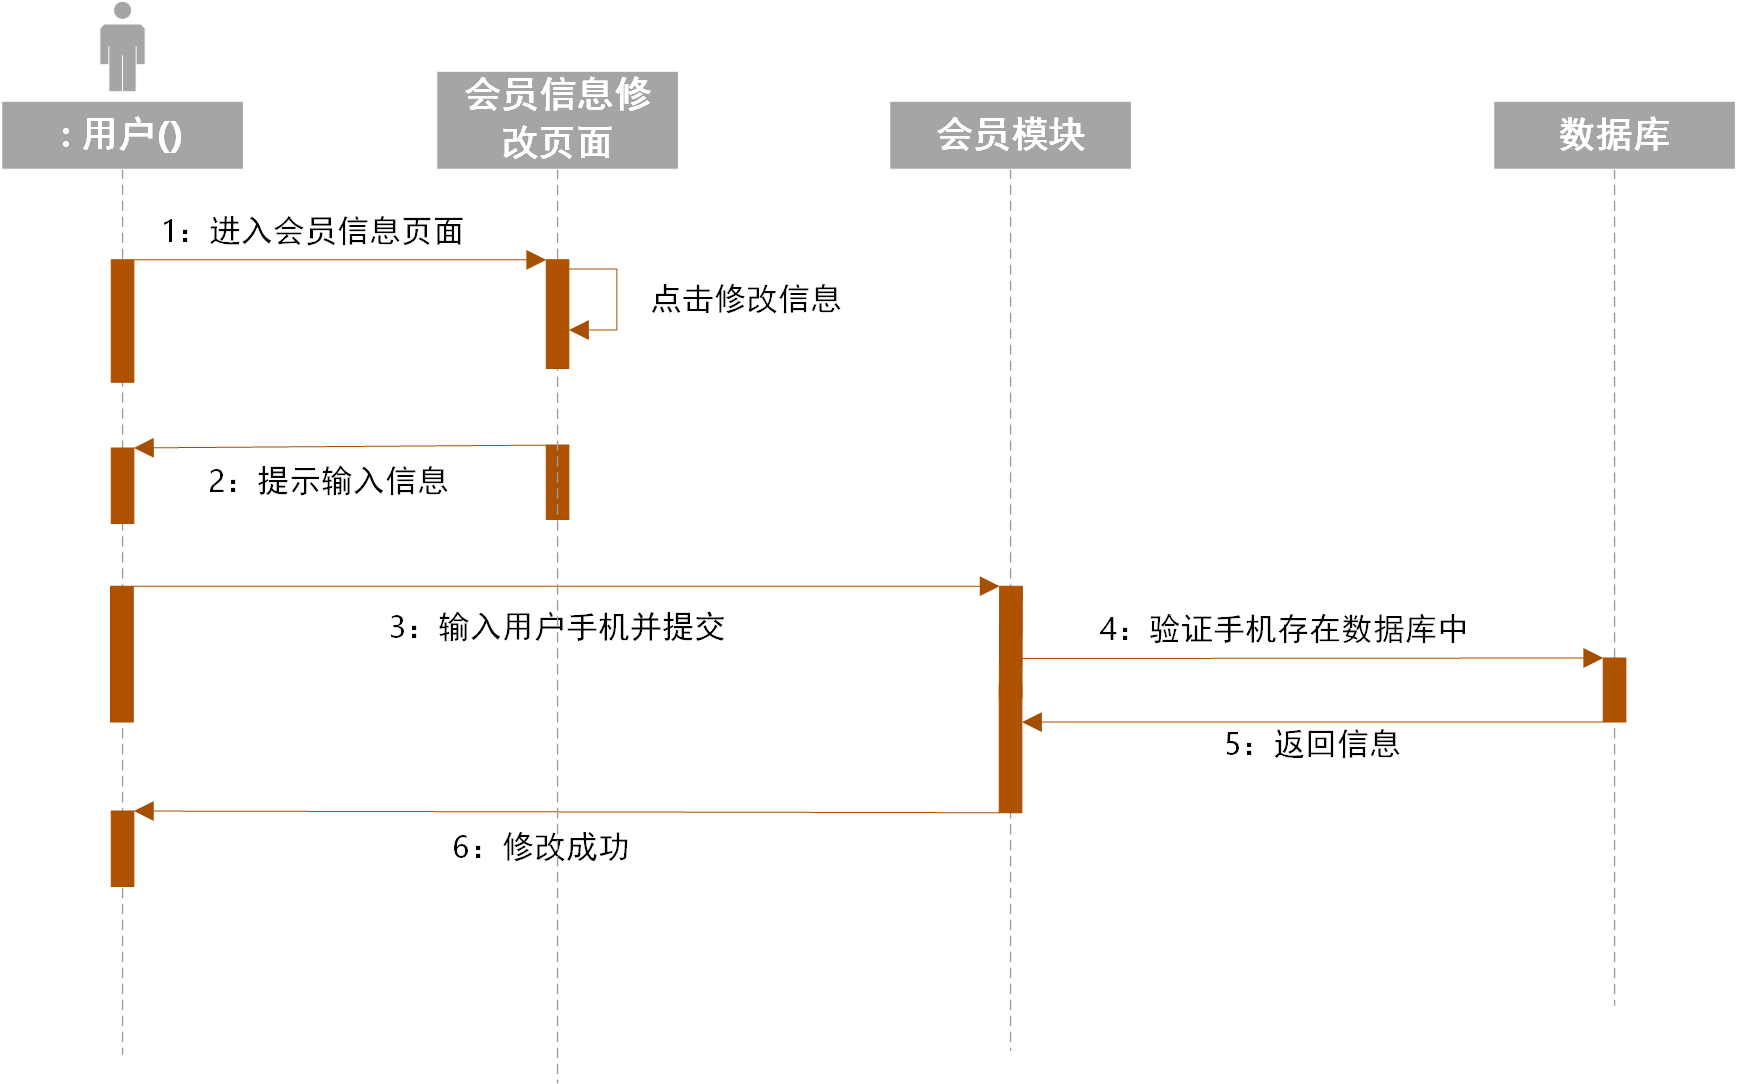 : 用户()
会员信息修
改页面
会员模块
数据库
1：进入会员信息页面
点击修改信息
2：提示输入信息
3：输入用户手机并提交
4：验证手机存在数据库中
5：返回信息
6：修改成功